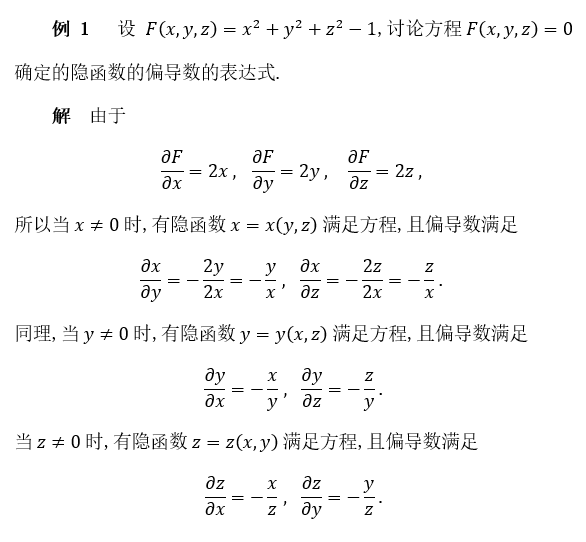 例 1 设 F(x,y,z) = x² + y² + z² − 1, 讨论方程 F(x,y,z) = 0
确定的隐函数的偏导数的表达式.
解 由于
∂F/∂x = 2x , ∂F/∂y = 2y , ∂F/∂z = 2z ,
所以当 x ≠ 0 时, 有隐函数 x = x(y,z) 满足方程, 且偏导数满足
∂x/∂y = − 2y/2x = − y/x , ∂x/∂z = − 2z/2x = − z/x .
同理, 当 y ≠ 0 时, 有隐函数 y = y(x,z) 满足方程, 且偏导数满足
∂y/∂x = − x/y , ∂y/∂z = − z/y .
当 z ≠ 0 时, 有隐函数 z = z(x,y) 满足方程, 且偏导数满足
∂z/∂x = − x/z , ∂z/∂y = − y/z .